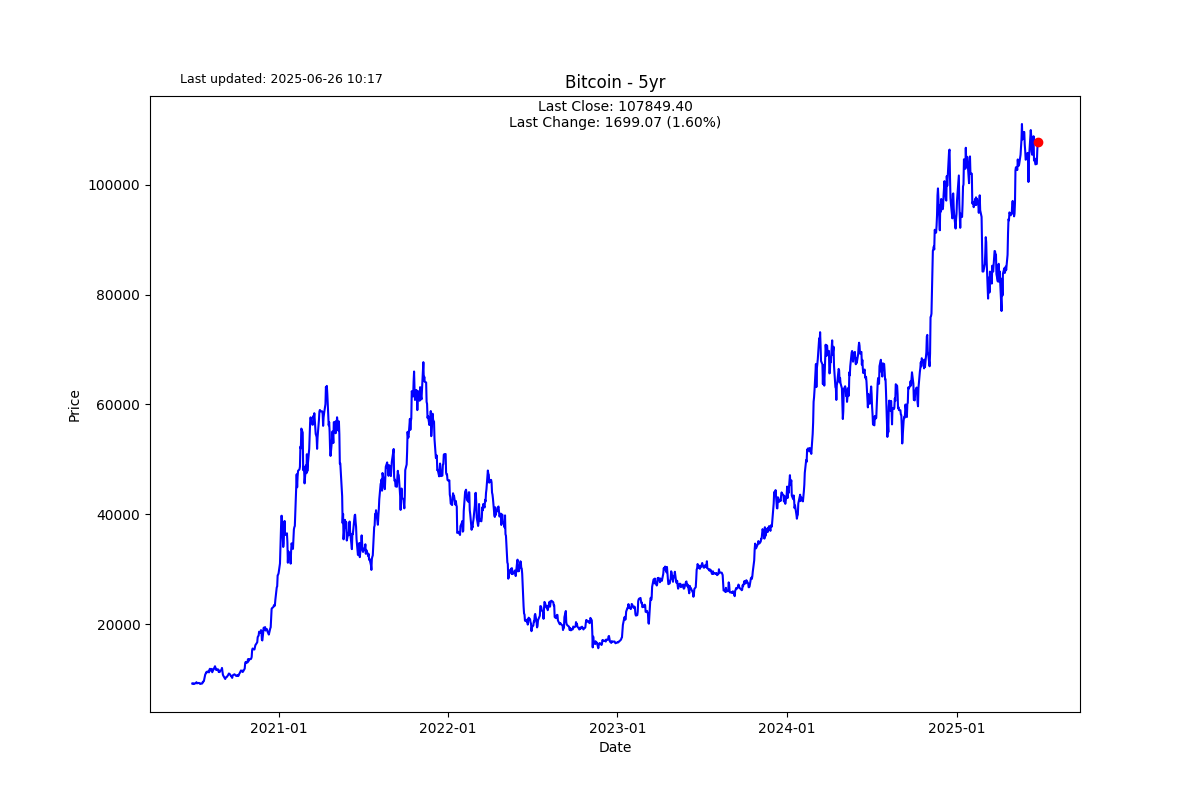 Last updated: 2025-06-26 10:17
Bitcoin - 5yr
Last Close: 107849.40
Last Change: 1699.07 (1.60%)
100000
80000
60000
40000
20000
Price
2021-01
2022-01
2023-01
2024-01
2025-01
Date